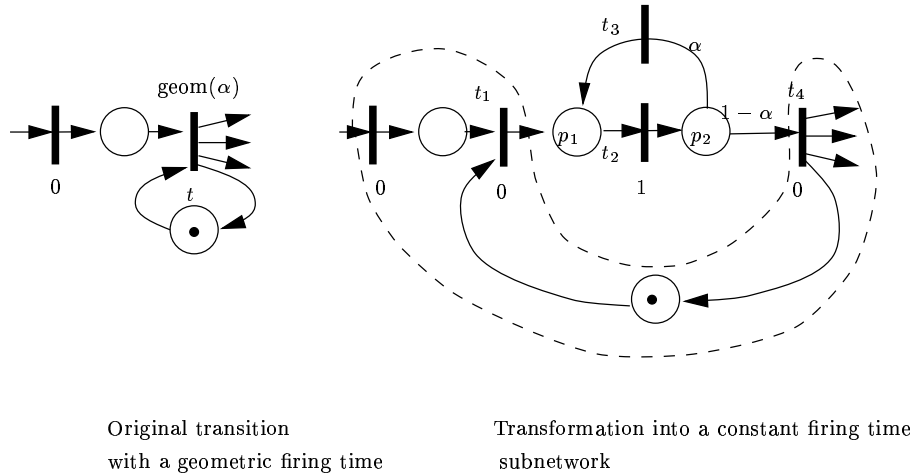 geom(α)
t
0
t₃
α
t₁
t₄
p₁
t₂
p₂
1 − α
0
0
1
0
Original transition
with a geometric firing time
Transformation into a constant firing time
subnetwork